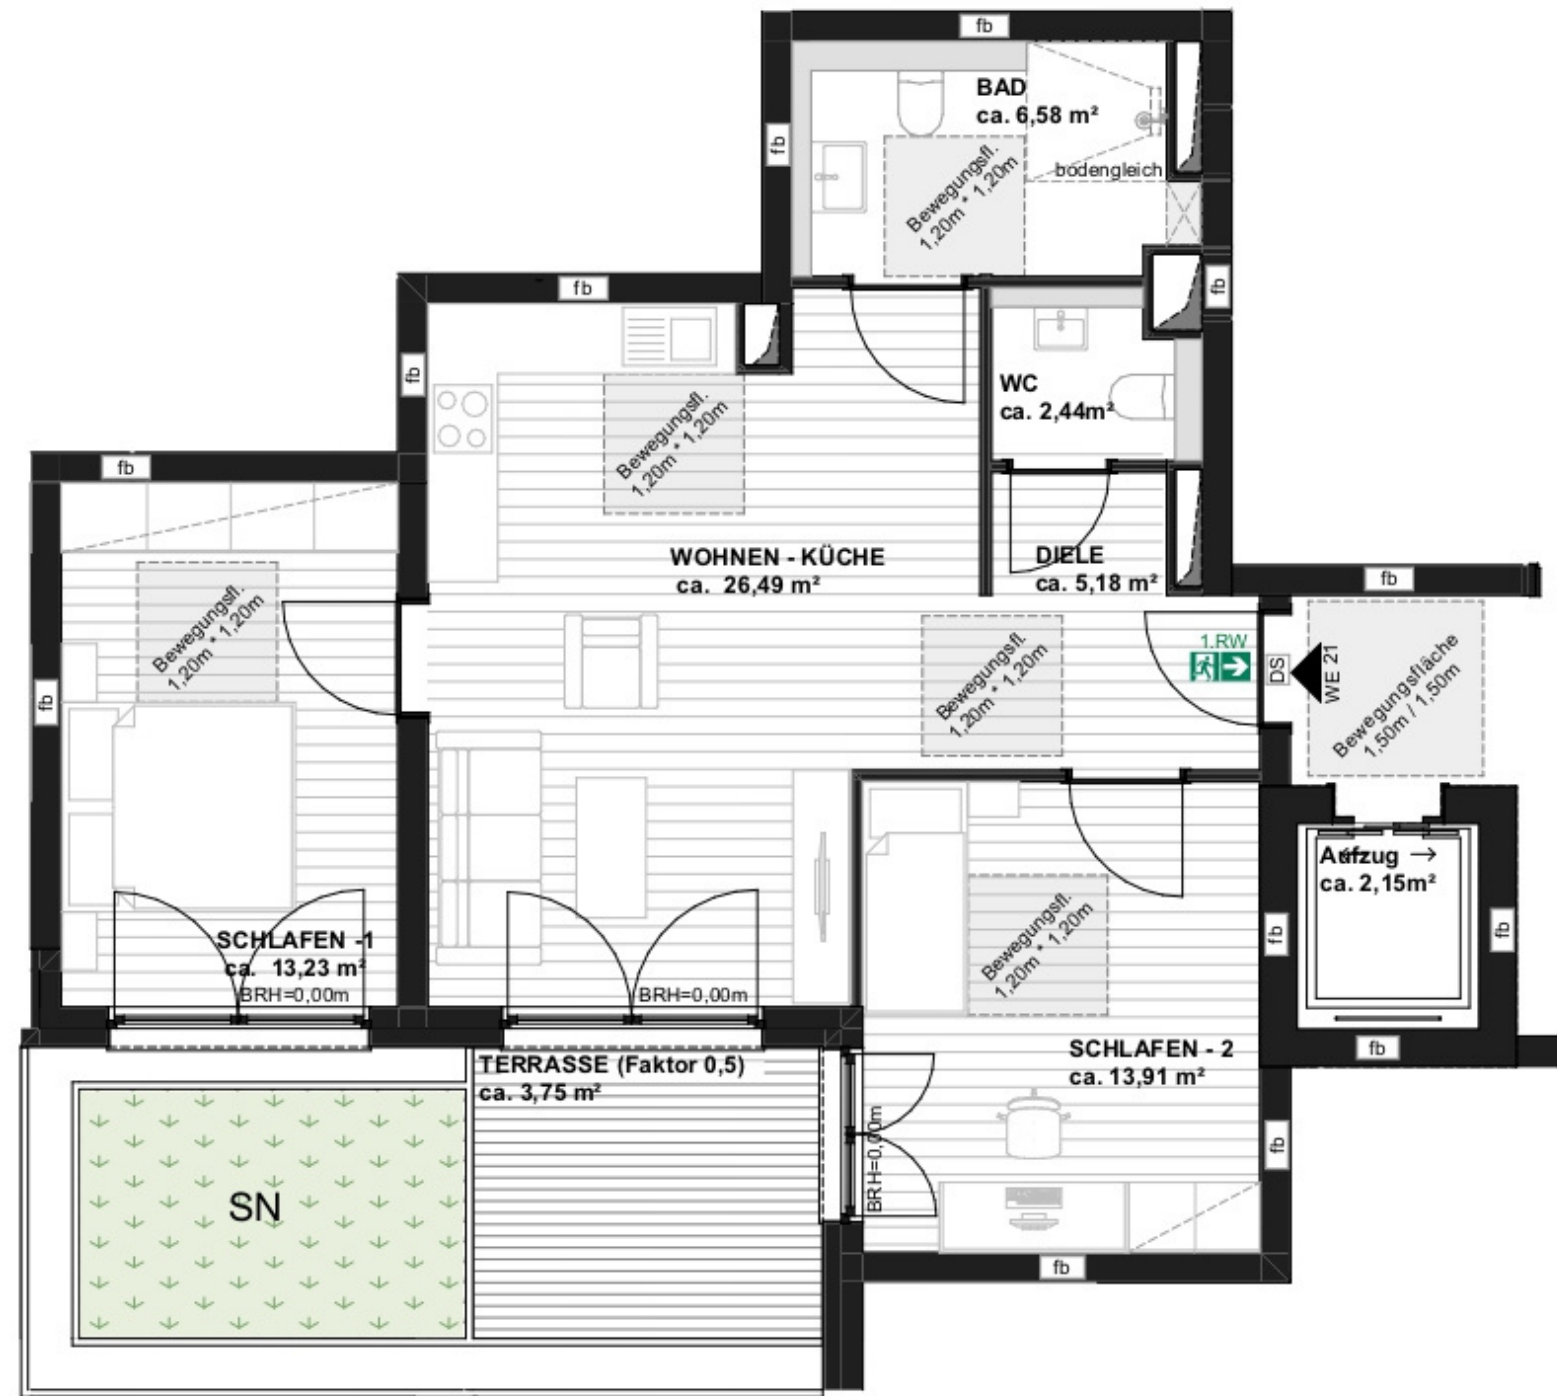 fb
BAD
ca. 6,58 m²
fb
Bewegungsfl.
1,20m * 1,20m
bodengleich
fb
fb
fb
WC
ca. 2,44m²
Bewegungsfl.
1,20m * 1,20m
fb
WOHNEN - KÜCHE
ca. 26,49 m²
DIELE
ca. 5,18 m²
fb
Bewegungsfl.
1,20m * 1,20m
fb
Bewegungsfl.
1,20m * 1,20m
1.RW
DS
WE 21
Bewegungsfläche
1,50m / 1,50m
Aufzug →
ca. 2,15m²
fb
fb
fb
Bewegungsfl.
1,20m * 1,20m
SCHLAFEN -1
ca. 13,23 m²
BRH=0,00m
BRH=0,00m
TERRASSE (Faktor 0,5)
ca. 3,75 m²
SCHLAFEN - 2
ca. 13,91 m²
BRH=0,00m
fb
SN
fb